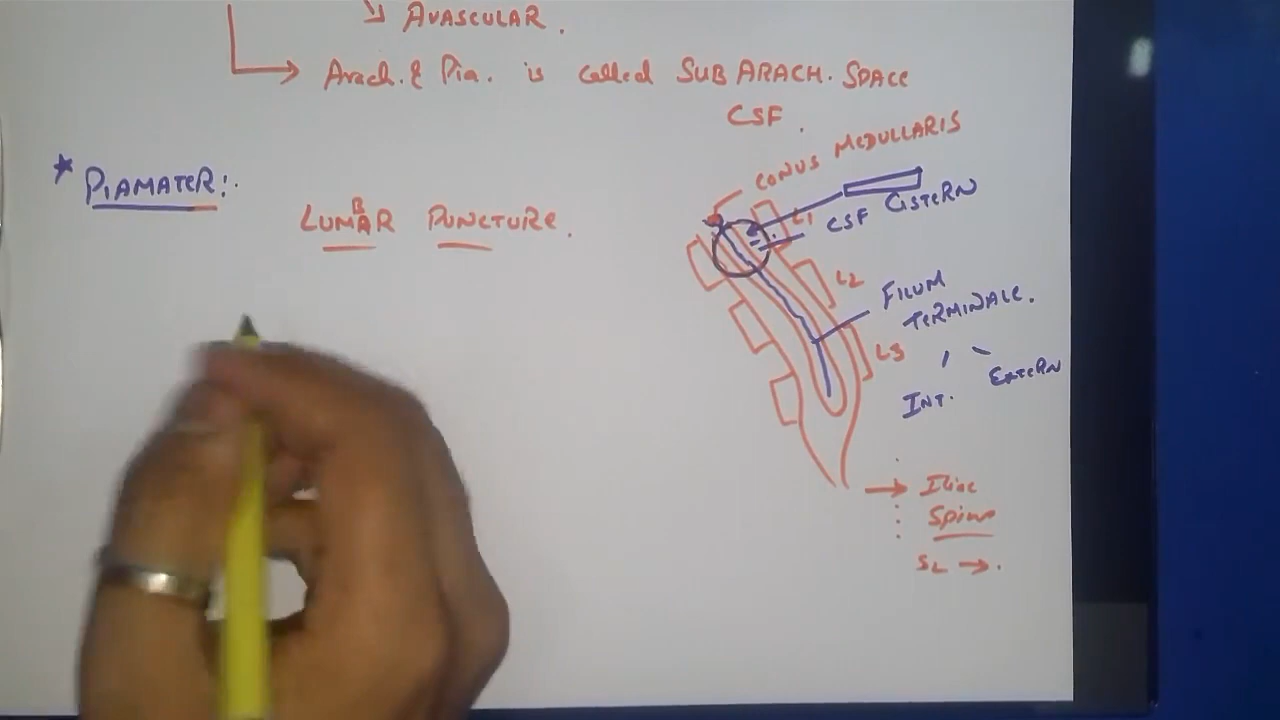 ↘ AVASCULAR.
→ Arach. & Pia. is called SUB ARACH. SPACE
CSF.
* PIAMATER:.
LUMBAR PUNCTURE.
CONUS MEDULLARIS
L1
CSF CISTERN
L2
FILUM
TERMINALE.
L3
INT.
EXTERN
→ Iliac
Spine
S2 →.